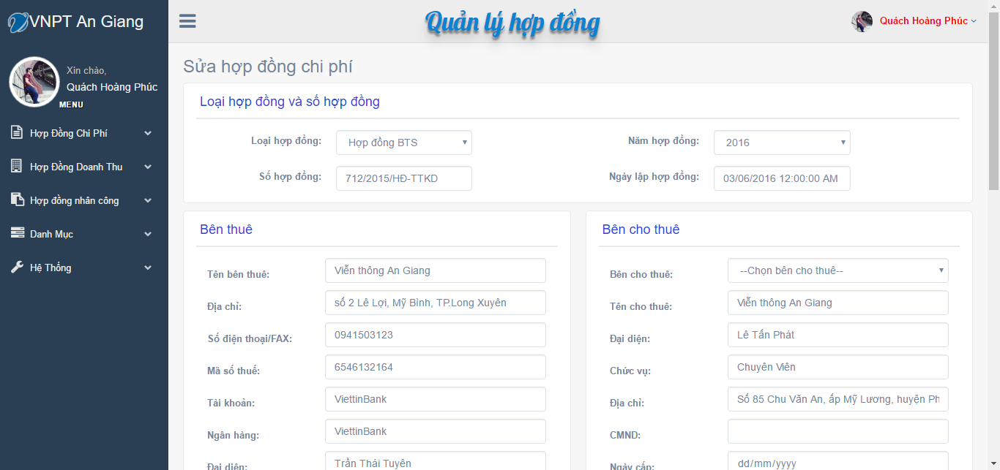 VNPT An Giang
Quản lý hợp đồng
Quách Hoàng Phúc
Xin chào,
Quách Hoàng Phúc
MENU
Hợp Đồng Chi Phí
Hợp Đồng Doanh Thu
Hợp đồng nhân công
Danh Mục
Hệ Thống
Sửa hợp đồng chi phí
Loại hợp đồng và số hợp đồng
Loại hợp đồng: Hợp đồng BTS
Năm hợp đồng: 2016
Số hợp đồng: 712/2015/HĐ-TTKD
Ngày lập hợp đồng: 03/06/2016 12:00:00 AM
Bên thuê
Tên bên thuê: Viễn thông An Giang
Địa chỉ: số 2 Lê Lợi, Mỹ Bình, TP.Long Xuyên
Số điện thoại/FAX: 0941503123
Mã số thuế: 6546132164
Tài khoản: ViettinBank
Ngân hàng: ViettinBank
Đại diện: Trần Thái Tuyên
Bên cho thuê
Bên cho thuê: --Chọn bên cho thuê--
Tên cho thuê: Viễn thông An Giang
Đại diện: Lê Tấn Phát
Chức vụ: Chuyên Viên
Địa chỉ: Số 85 Chu Văn An, ấp Mỹ Lương, huyện Ph
CMND:
Ngày cấp: dd/mm/yyyy